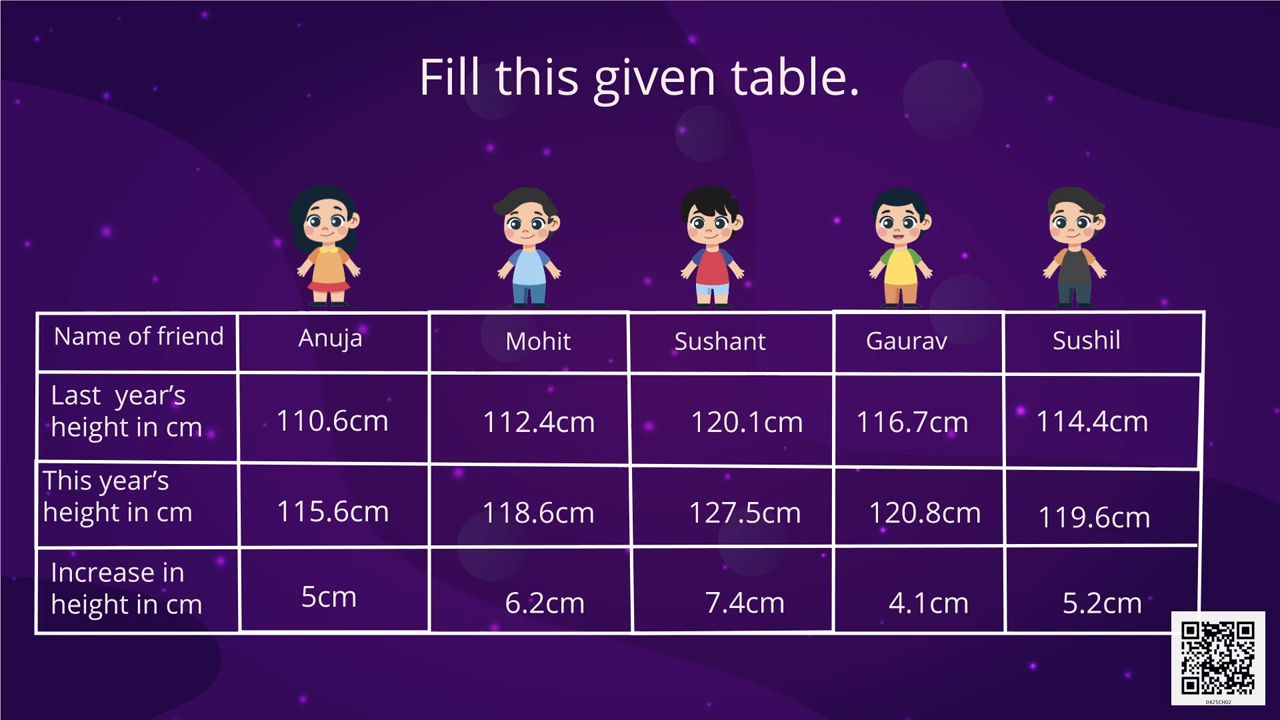 Fill this given table.
Name of friend Anuja Mohit Sushant Gaurav Sushil
Last year's
height in cm 110.6cm 112.4cm 120.1cm 116.7cm 114.4cm
This year's
height in cm 115.6cm 118.6cm 127.5cm 120.8cm 119.6cm
Increase in
height in cm 5cm 6.2cm 7.4cm 4.1cm 5.2cm
0425CH02